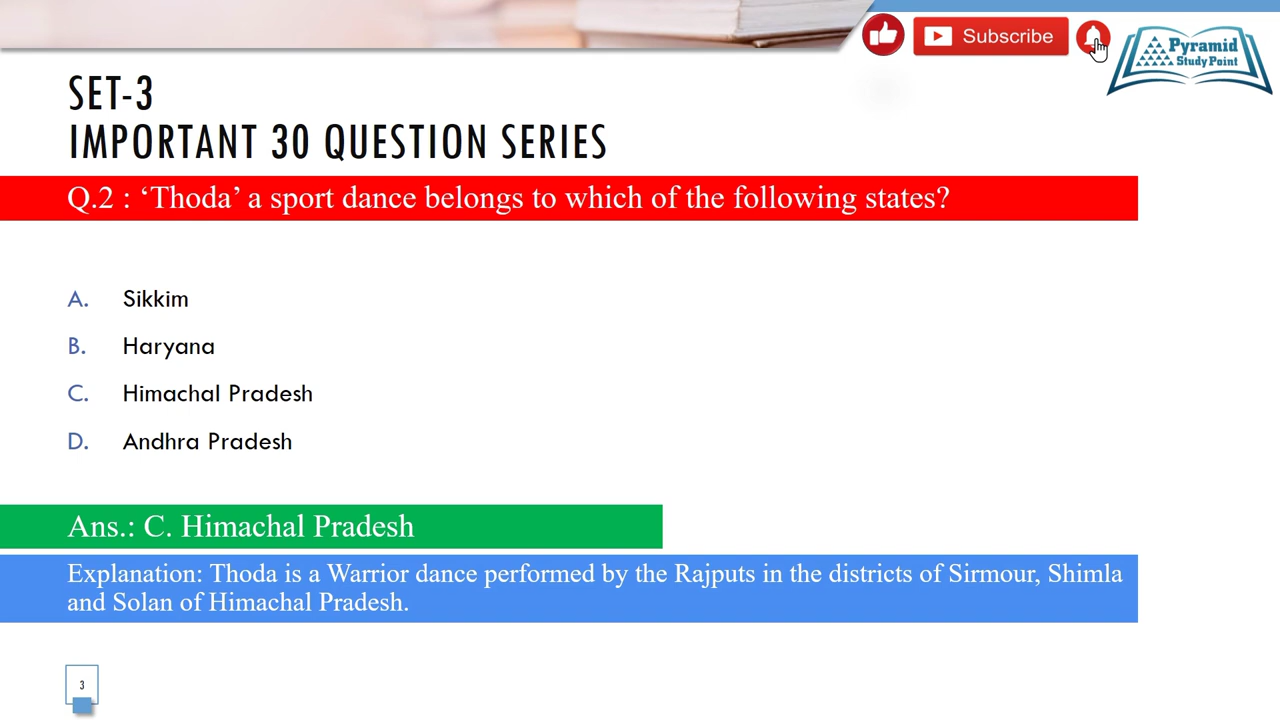 Subscribe
Pyramid
Study Point
SET-3
IMPORTANT 30 QUESTION SERIES
Q.2 : ‘Thoda’ a sport dance belongs to which of the following states?
A. Sikkim
B. Haryana
C. Himachal Pradesh
D. Andhra Pradesh
Ans.: C. Himachal Pradesh
Explanation: Thoda is a Warrior dance performed by the Rajputs in the districts of Sirmour, Shimla
and Solan of Himachal Pradesh.
3